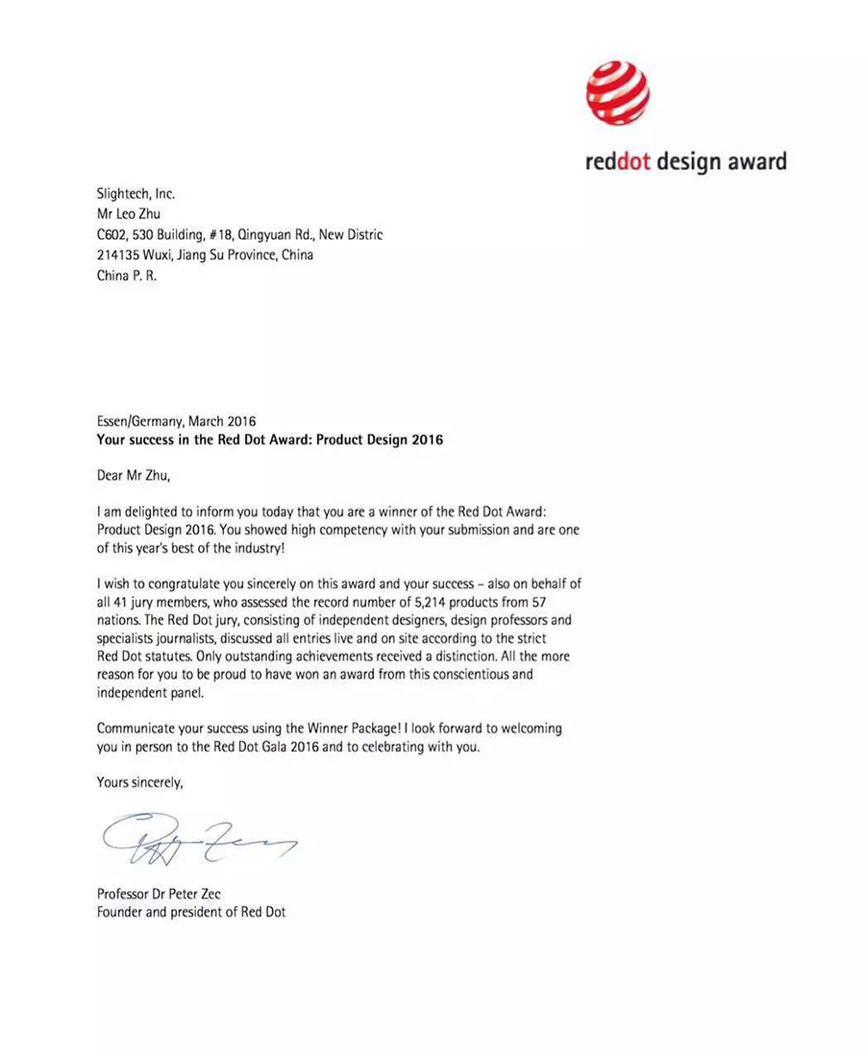 reddot design award
Slightech, Inc.
Mr Leo Zhu
C602, 530 Building, #18, Qingyuan Rd., New Distric
214135 Wuxi, Jiang Su Province, China
China P. R.
Essen/Germany, March 2016
Your success in the Red Dot Award: Product Design 2016
Dear Mr Zhu,
I am delighted to inform you today that you are a winner of the Red Dot Award:
Product Design 2016. You showed high competency with your submission and are one
of this year's best of the industry!
I wish to congratulate you sincerely on this award and your success – also on behalf of
all 41 jury members, who assessed the record number of 5,214 products from 57
nations. The Red Dot jury, consisting of independent designers, design professors and
specialists journalists, discussed all entries live and on site according to the strict
Red Dot statutes. Only outstanding achievements received a distinction. All the more
reason for you to be proud to have won an award from this conscientious and
independent panel.
Communicate your success using the Winner Package! I look forward to welcoming
you in person to the Red Dot Gala 2016 and to celebrating with you.
Yours sincerely,
Professor Dr Peter Zec
Founder and president of Red Dot